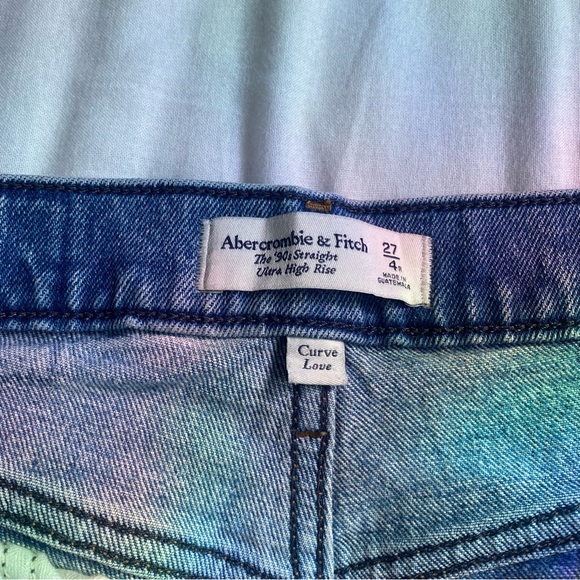 Abercrombie & Fitch
The '90s Straight
Ultra High Rise
27
4R
MADE IN
GUATEMALA
Curve
Love